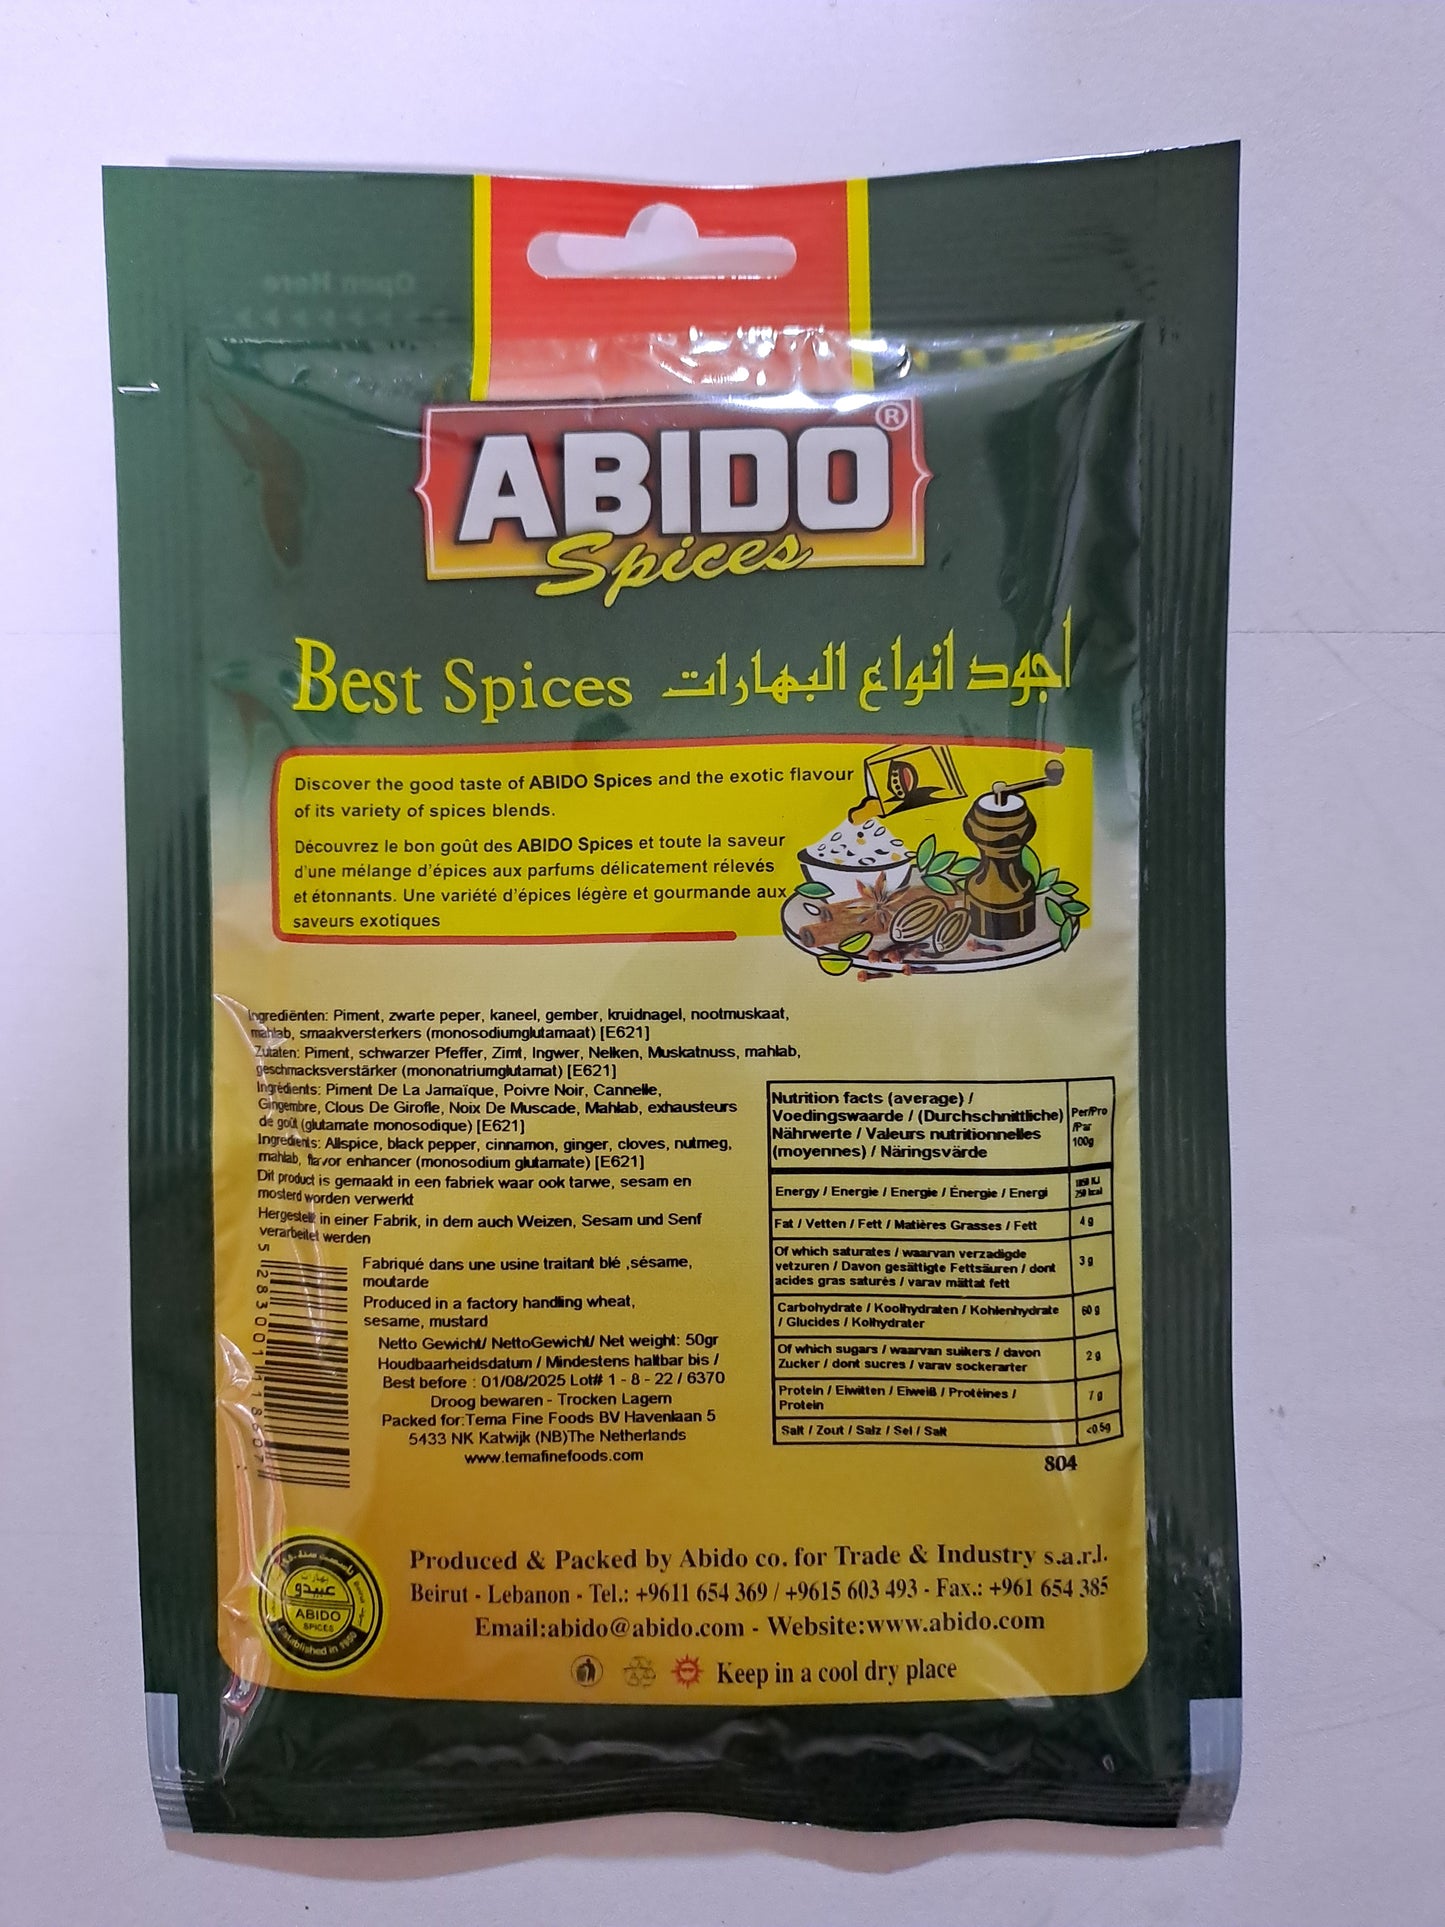 ABIDO®
Spices
Best Spices اجود انواع البهارات
Discover the good taste of ABIDO Spices and the exotic flavour
of its variety of spices blends.
Découvrez le bon goût des ABIDO Spices et toute la saveur
d'une mélange d'épices aux parfums délicatement rélevés
et étonnants. Une variété d'épices légère et gourmande aux
saveurs exotiques
Ingrediënten: Piment, zwarte peper, kaneel, gember, kruidnagel, nootmuskaat,
mahlab, smaakversterkers (monosodiumglutamaat) [E621]
Zutaten: Piment, schwarzer Pfeffer, Zimt, Ingwer, Nelken, Muskatnuss, mahlab,
geschmacksverstärker (mononatriumglutamat) [E621]
Ingrédients: Piment De La Jamaïque, Poivre Noir, Cannelle,
Gingembre, Clous De Girofle, Noix De Muscade, Mahlab, exhausteurs
de goût (glutamate monosodique) [E621]
Ingredients: Allspice, black pepper, cinnamon, ginger, cloves, nutmeg,
mahlab, flavor enhancer (monosodium glutamate) [E621]
Dit product is gemaakt in een fabriek waar ook tarwe, sesam en
mosterd worden verwerkt
Hergestellt in einer Fabrik, in dem auch Weizen, Sesam und Senf
verarbeitet werden
Fabriqué dans une usine traitant blé ,sésame,
moutarde
Produced in a factory handling wheat,
sesame, mustard
Netto Gewicht/ NettoGewicht/ Net weight: 50gr
Houdbaarheidsdatum / Mindestens haltbar bis /
Best before : 01/08/2025 Lot# 1 - 8 - 22 / 6370
Droog bewaren - Trocken Lagern
Packed for:Tema Fine Foods BV Havenlaan 5
5433 NK Katwijk (NB)The Netherlands
www.temafinefoods.com
Nutrition facts (average) /
Voedingswaarde / (Durchschnittliche)
Nährwerte / Valeurs nutritionnelles
(moyennes) / Näringsvärde
Per/Pro
/Par
100g
Energy / Energie / Energie / Énergie / Energi
250 kcal
Fat / Vetten / Fett / Matières Grasses / Fett 4 g
Of which saturates / waarvan verzadigde
vetzuren / Davon gesättigte Fettsäuren / dont
acides gras saturés / varav mättat fett 3 g
Carbohydrate / Koolhydraten / Kohlenhydrate
/ Glucides / Kolhydrater 60 g
Of which sugars / waarvan suikers / davon
Zucker / dont sucres / varav sockerarter 2 g
Protein / Eiwitten / Eiweiß / Protéines /
Protein 7 g
Salt / Zout / Salz / Sel / Salt <0.5g
804
بهارات
عبيدو
ABIDO
SPICES
Established in 1950
Produced & Packed by Abido co. for Trade & Industry s.a.r.l.
Beirut - Lebanon - Tel.: +9611 654 369 / +9615 603 493 - Fax.: +961 654 385
Email:abido@abido.com - Website:www.abido.com
Keep in a cool dry place